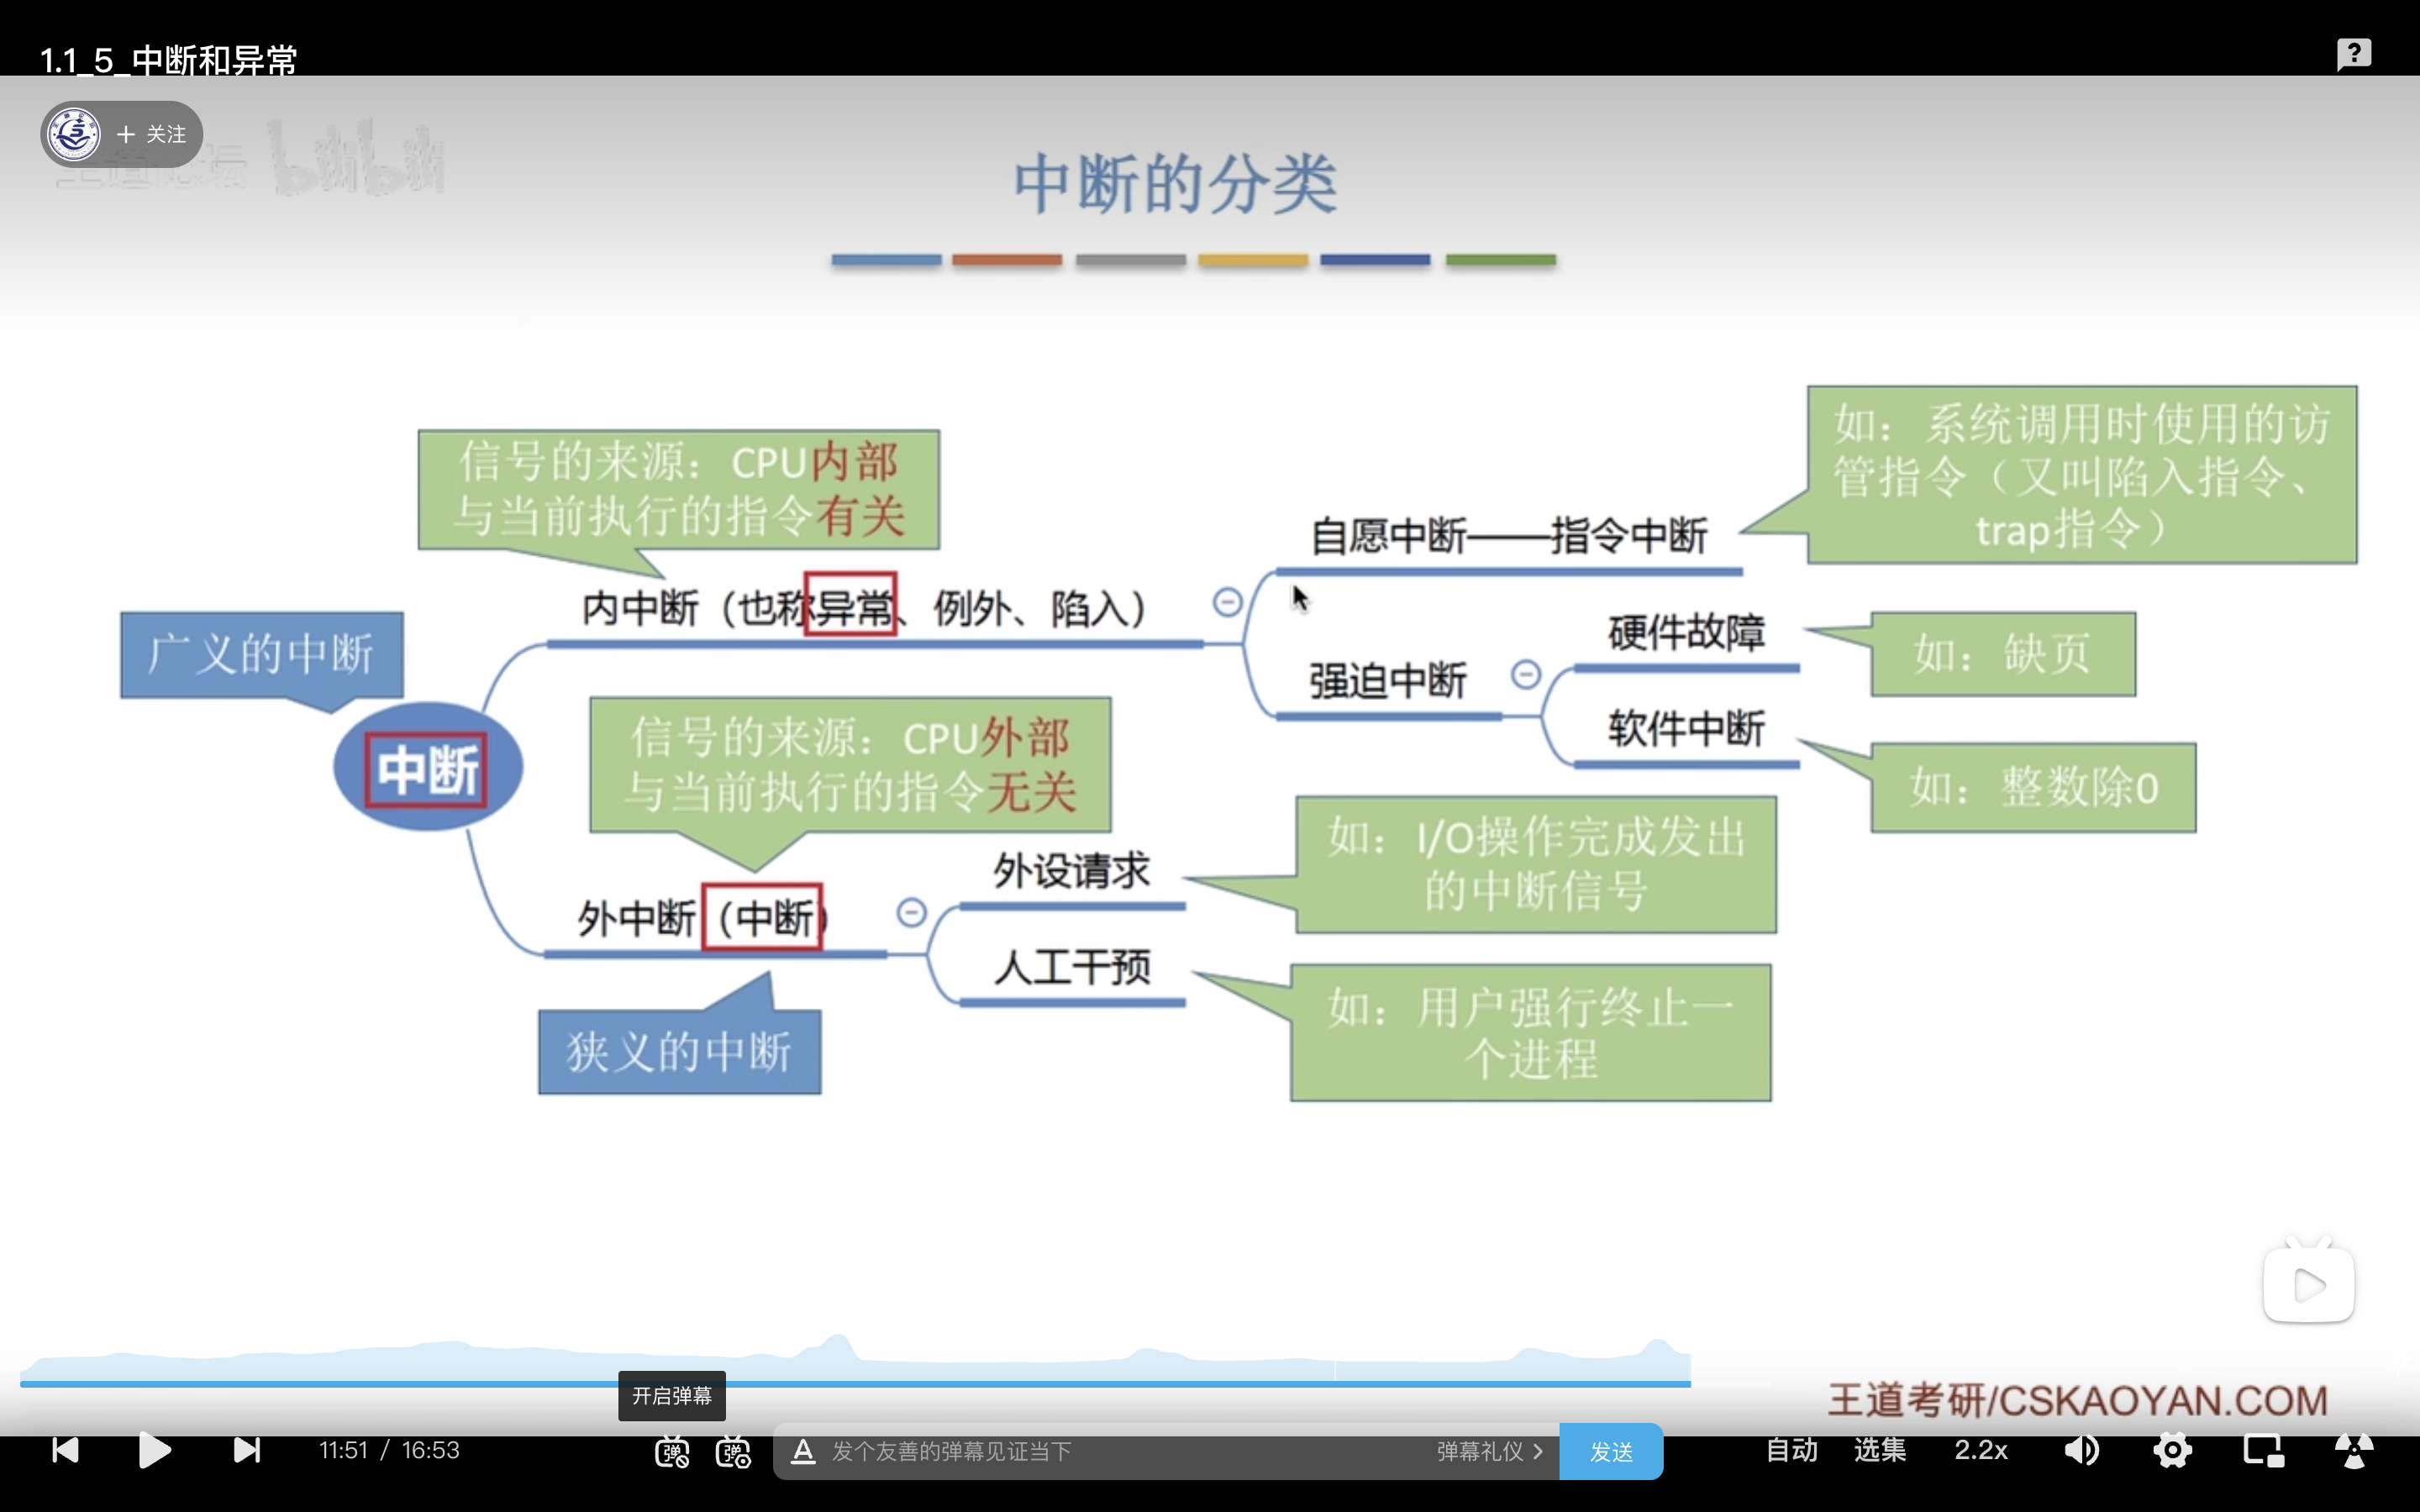 1.1_5_中断和异常
+ 关注
bilibili
中断的分类
信号的来源：CPU内部
与当前执行的指令有关
如：系统调用时使用的访
管指令（又叫陷入指令、
trap指令）
自愿中断——指令中断
内中断（也称异常、例外、陷入）
广义的中断
硬件故障
如：缺页
强迫中断
软件中断
如：整数除0
信号的来源：CPU外部
与当前执行的指令无关
中断
外设请求
如：I/O操作完成发出
的中断信号
外中断（中断）
人工干预
如：用户强行终止一
个进程
狭义的中断
开启弹幕
王道考研/CSKAOYAN.COM
11:51 / 16:53
弹
弹
A 发个友善的弹幕见证当下
弹幕礼仪 >
发送
自动
选集
2.2x